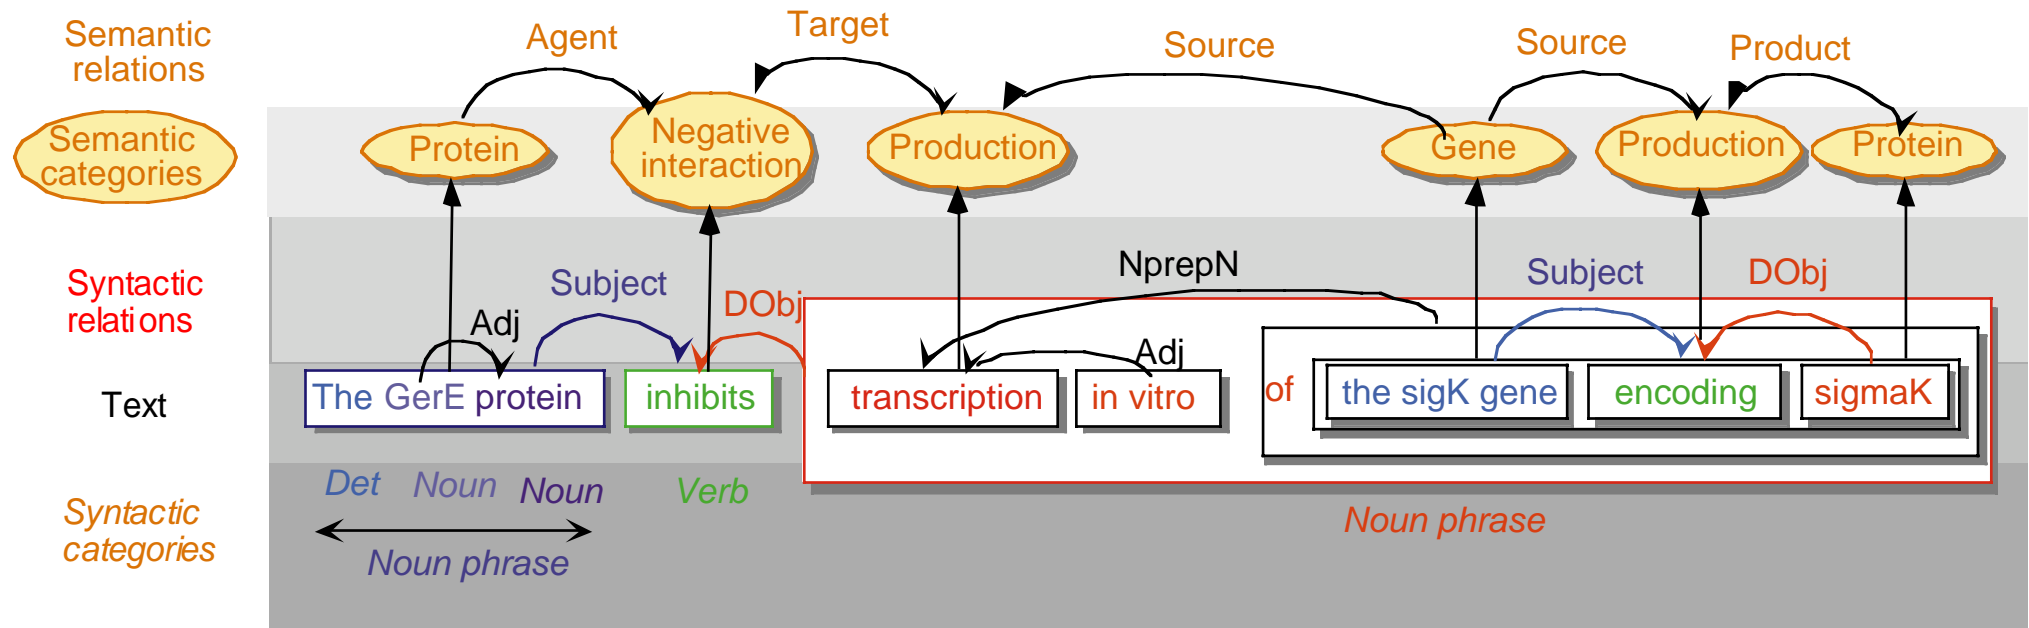 Semantic
relations
Agent
Target
Source
Source
Product
Semantic
categories
Protein
Negative
interaction
Production
Gene
Production
Protein
Syntactic
relations
Adj
Subject
DObj
NprepN
Adj
Subject
DObj
Text
The GerE protein
inhibits
transcription
in vitro
of
the sigK gene
encoding
sigmaK
Syntactic
categories
Det
Noun
Noun
Verb
Noun phrase
Noun phrase